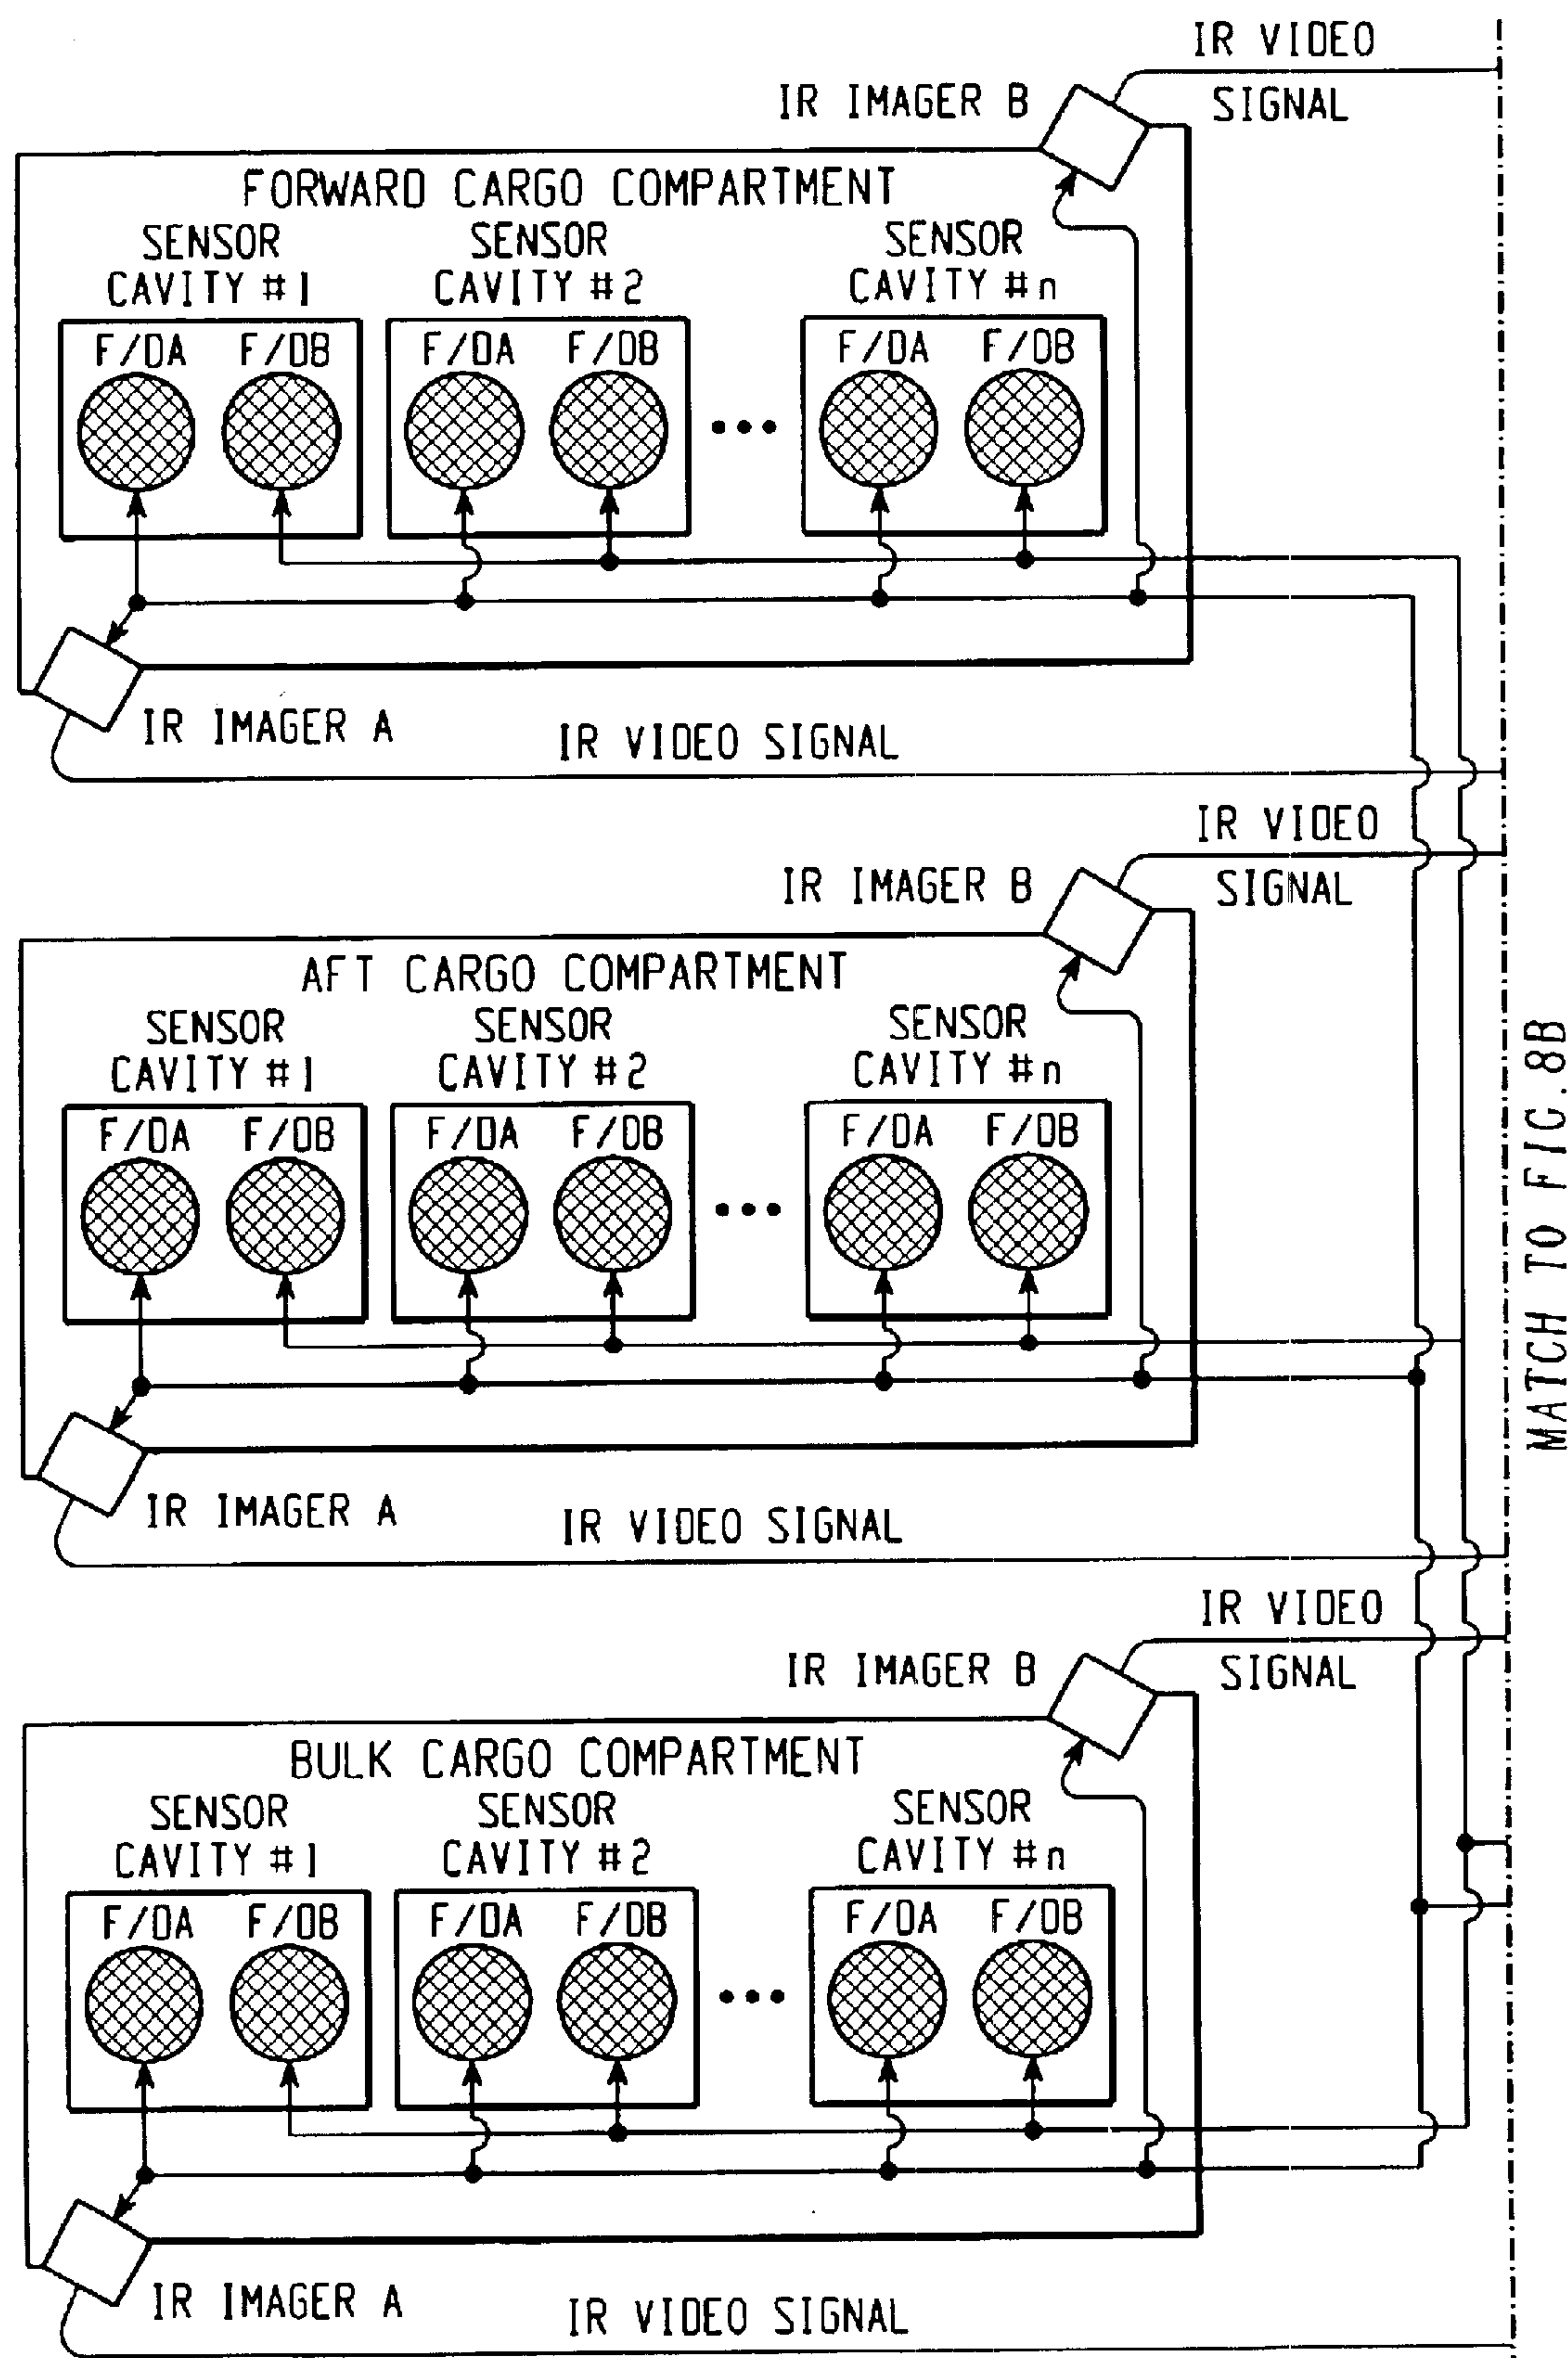 IR VIDEO
SIGNAL
IR IMAGER B
FORWARD CARGO COMPARTMENT
SENSOR
CAVITY #1
SENSOR
CAVITY #2
SENSOR
CAVITY #n
F/DA F/DB
F/DA F/DB
F/DA F/DB
IR IMAGER A
IR VIDEO SIGNAL
IR VIDEO
SIGNAL
IR IMAGER B
AFT CARGO COMPARTMENT
SENSOR
CAVITY #1
SENSOR
CAVITY #2
SENSOR
CAVITY #n
F/DA F/DB
F/DA F/DB
F/DA F/DB
IR IMAGER A
IR VIDEO SIGNAL
IR VIDEO
SIGNAL
IR IMAGER B
BULK CARGO COMPARTMENT
SENSOR
CAVITY #1
SENSOR
CAVITY #2
SENSOR
CAVITY #n
F/DA F/DB
F/DA F/DB
F/DA F/DB
IR IMAGER A
IR VIDEO SIGNAL
MATCH TO FIG.8B